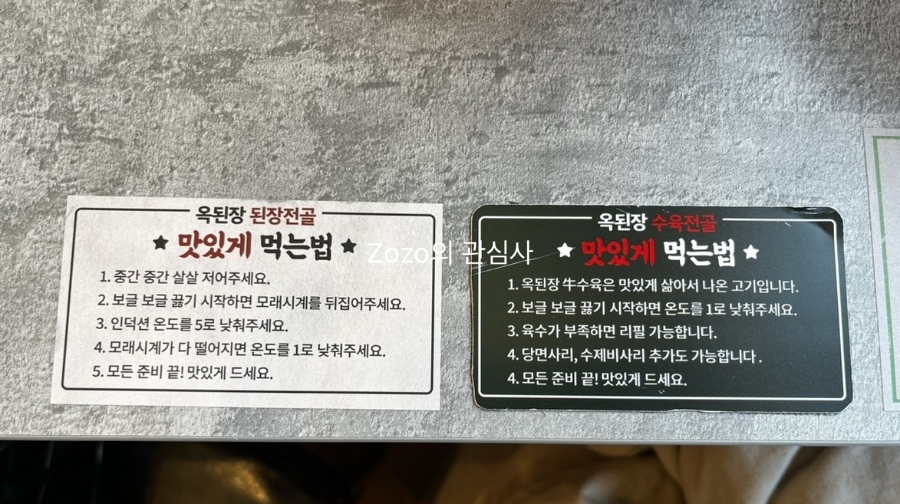 옥된장 된장전골
★ 맛있게 먹는법 ★
1. 중간 중간 살살 저어주세요.
2. 보글 보글 끓기 시작하면 모래시계를 뒤집어주세요.
3. 인덕션 온도를 5로 낮춰주세요.
4. 모래시계가 다 떨어지면 온도를 1로 낮춰주세요.
5. 모든 준비 끝! 맛있게 드세요.
Zozo의 관심사
옥된장 수육전골
★ 맛있게 먹는법 ★
1. 옥된장 牛수육은 맛있게 삶아서 나온 고기입니다.
2. 보글 보글 끓기 시작하면 온도를 1로 낮춰주세요.
3. 육수가 부족하면 리필 가능합니다.
4. 당면사리, 수제비사리 추가도 가능합니다.
4. 모든 준비 끝! 맛있게 드세요.